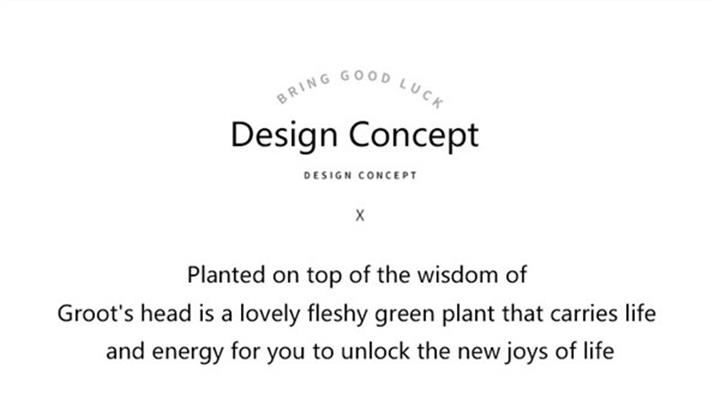 BRING GOOD LUCK
Design Concept
DESIGN CONCEPT
X
Planted on top of the wisdom of
Groot's head is a lovely fleshy green plant that carries life
and energy for you to unlock the new joys of life